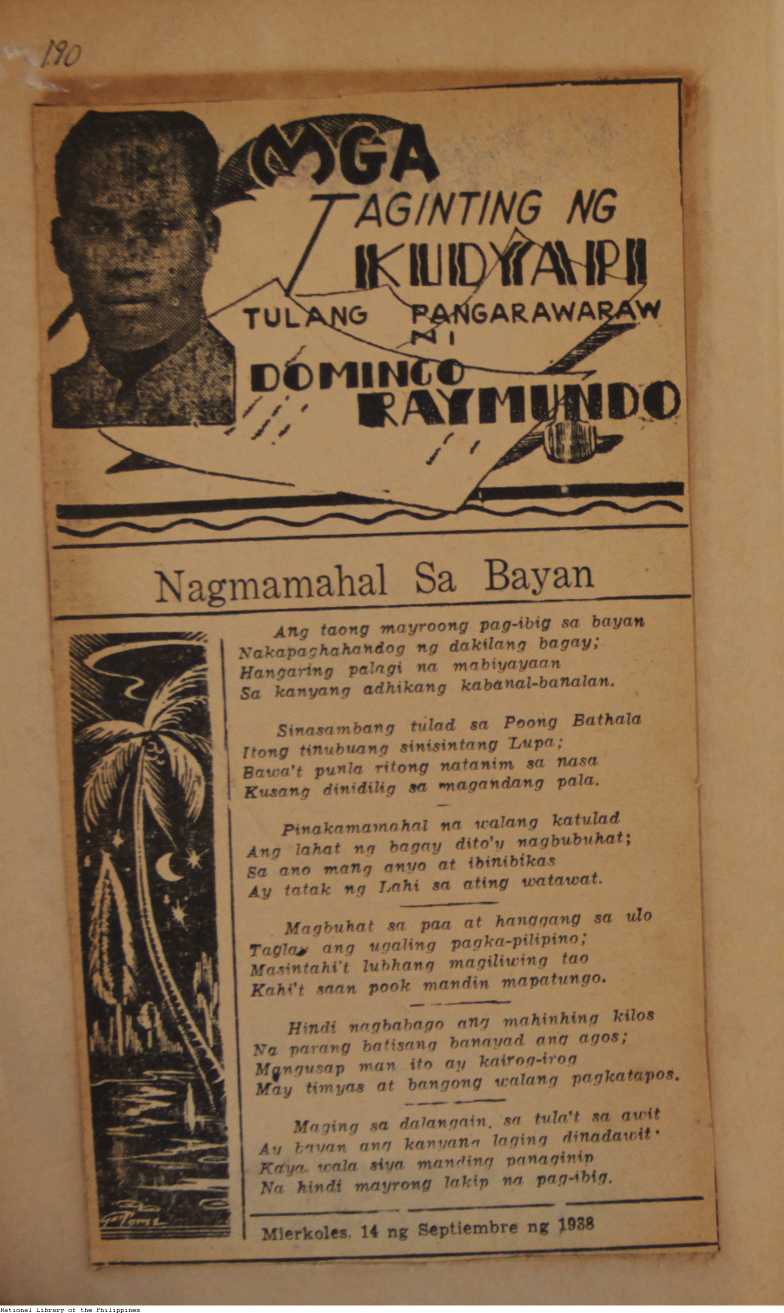 190
MGA
TAGINTING NG
KUDYAPI
TULANG PANGARAWARAW
NI
DOMINGO
RAYMUNDO
Nagmamahal Sa Bayan
Ang taong mayroong pag-ibig sa bayan
Nakapaghahandog ng dakilang bagay;
Hangaring palagi na mabiyayaan
Sa kanyang adhikang kabanal-banalan.
Sinasambang tulad sa Poong Bathala
Itong tinubuang sinisintang Lupa;
Bawa't punla ritong natanim sa nasa
Kusang dinidilig sa magandang pala.
Pinakamamahal na walang katulad
Ang lahat ng bagay dito'y nagbubuhat;
Sa ano mang anyo at ibinibikas
Ay tatak ng Lahi sa ating watawat.
Magbuhat sa paa at hanggang sa ulo
Taglay ang ugaling pagka-pilipino;
Masintahi't lubhang magiliwing tao
Kahi't saan pook mandin mapatungo.
Hindi nagbabago ang mahinhing kilos
Na parang batisang banayad ang agos;
Mangusap man ito ay kairog-irog
May timyas at bangong walang pagkatapos.
Maging sa dalangain, sa tula't sa awit
Ay bayan ang kanyang laging dinadawit
Kaya wala siya manding panaginip
Na hindi mayrong lakip na pag-ibig.
Mierkoles, 14 ng Septiembre ng 1938
National Library of the Philippines